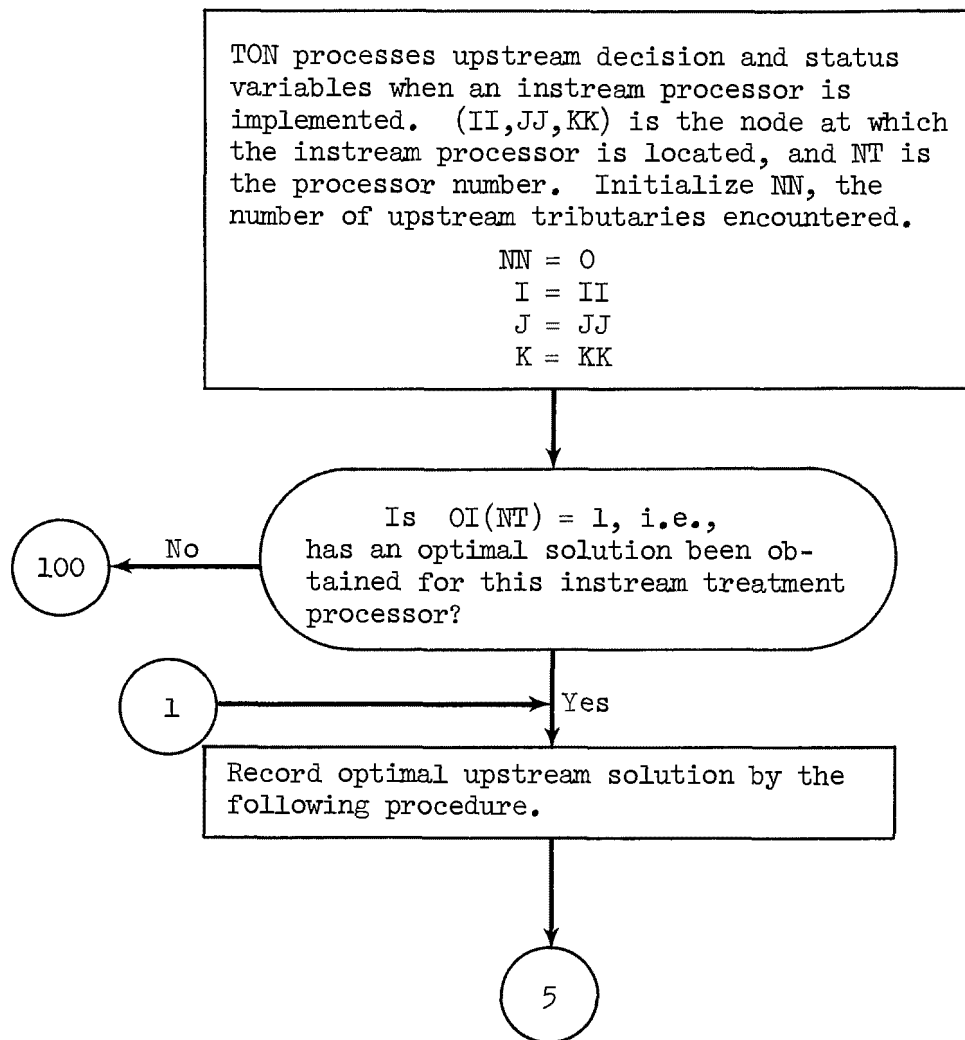 TON processes upstream decision and status
variables when an instream processor is
implemented. (II,JJ,KK) is the node at which
the instream processor is located, and NT is
the processor number. Initialize NN, the
number of upstream tributaries encountered.
NN = 0
I = II
J = JJ
K = KK
Is OI(NT) = 1, i.e.,
has an optimal solution been ob-
tained for this instream treatment
processor?
No
100
1
Yes
Record optimal upstream solution by the
following procedure.
5